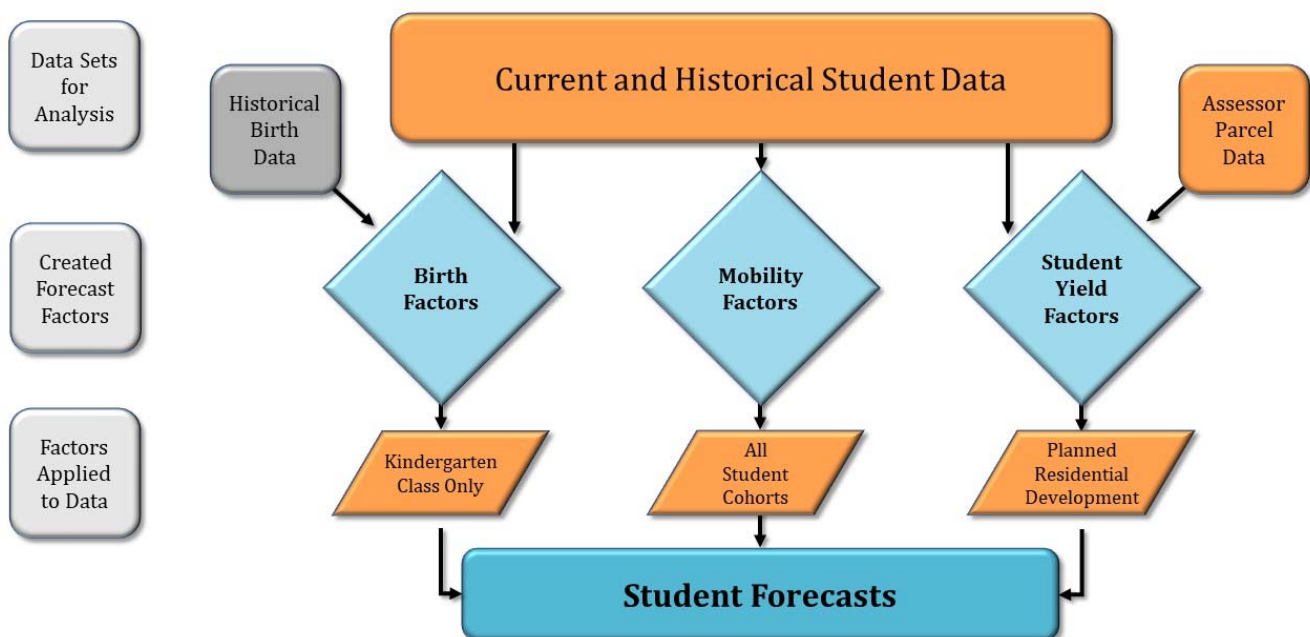 Data Sets
for
Analysis
Historical
Birth
Data
Current and Historical Student Data
Assessor
Parcel
Data
Created
Forecast
Factors
Birth
Factors
Mobility
Factors
Student
Yield
Factors
Factors
Applied
to Data
Kindergarten
Class Only
All
Student
Cohorts
Planned
Residential
Development
Student Forecasts